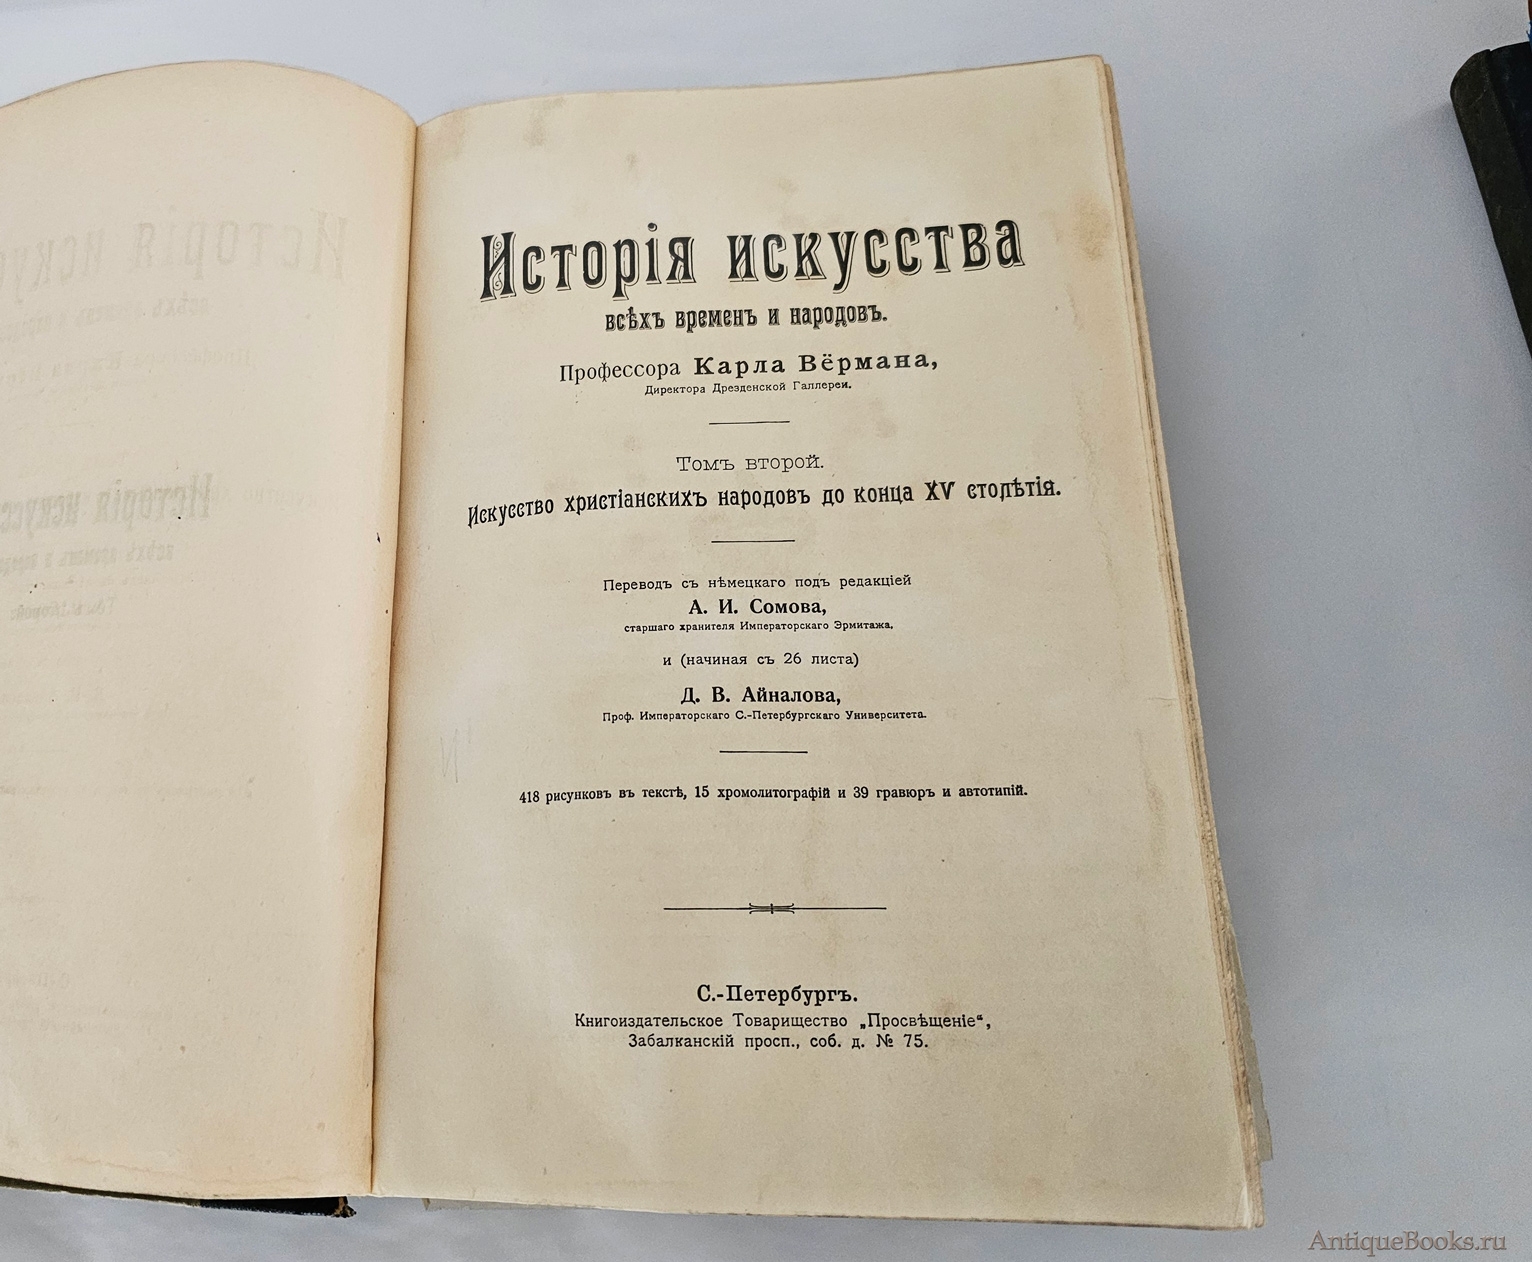 Исторія искусства
всѣхъ временъ и народовъ.
Профессора Карла Вёрмана,
Директора Дрезденской Галлереи.
Томъ второй.
Искусство христіанскихъ народовъ до конца XV столѣтія.
Переводъ съ нѣмецкаго подъ редакціей
А. И. Сомова,
старшаго хранителя Императорскаго Эрмитажа,
и (начиная съ 26 листа)
Д. В. Айналова,
Проф. Императорскаго С.-Петербургскаго Университета.
418 рисунковъ въ текстѣ, 15 хромолитографій и 39 гравюръ и автотипій.
С.-Петербургъ.
Книгоиздательское Товарищество „Просвѣщеніе“,
Забалканскій просп., соб. д. № 75.
AntiqueBooks.ru